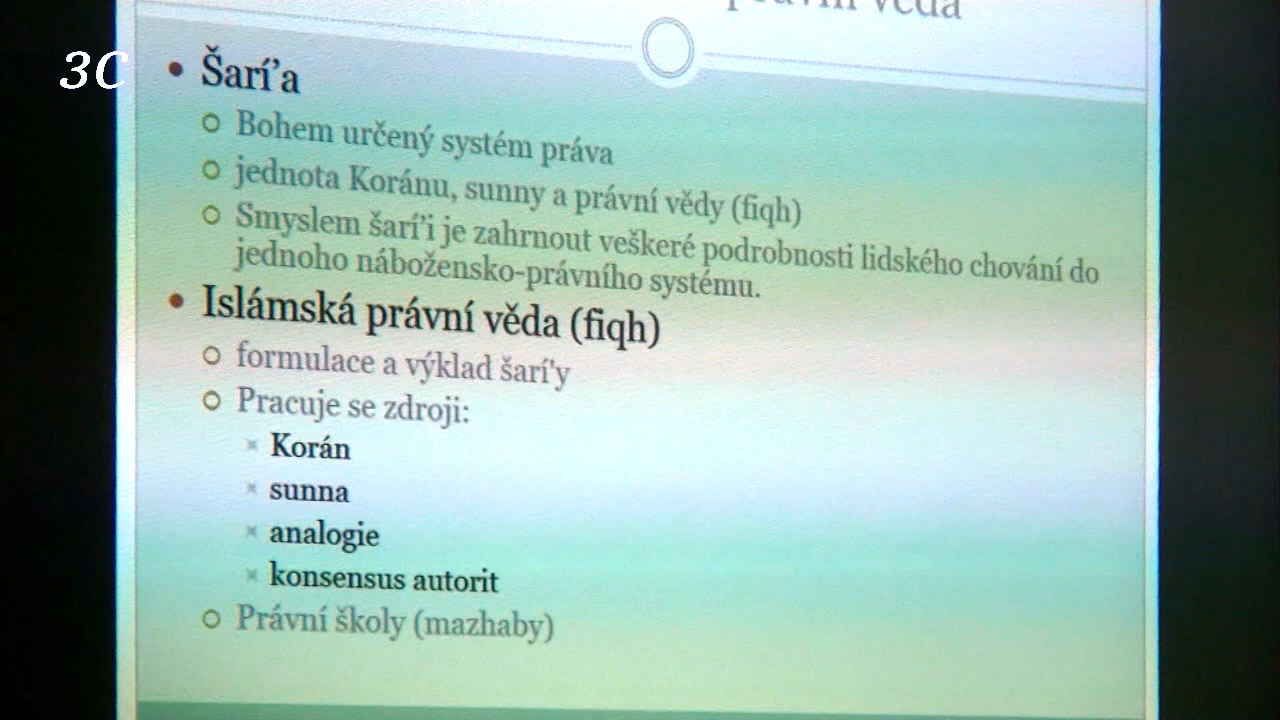 právní věda
3C
Šarí’a
Bohem určený systém práva
jednota Koránu, sunny a právní vědy (fiqh)
Smyslem šarí’i je zahrnout veškeré podrobnosti lidského chování do
jednoho nábožensko-právního systému.
Islámská právní věda (fiqh)
formulace a výklad šarí'y
Pracuje se zdroji:
Korán
sunna
analogie
konsensus autorit
Právní školy (mazhaby)